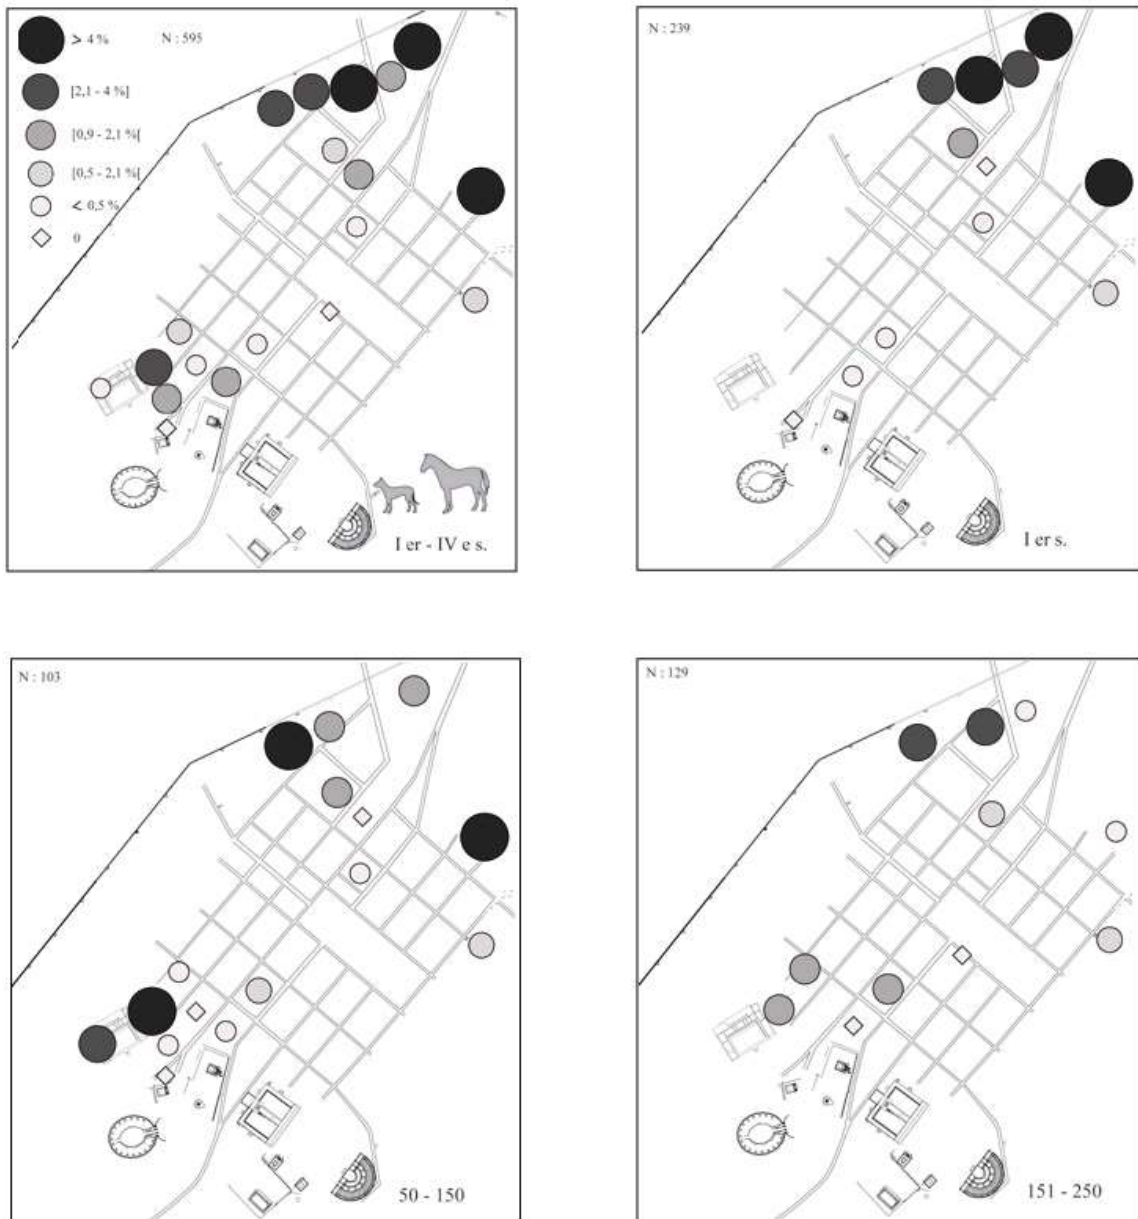 > 4 %
N : 595
[2,1 - 4 %]
[0,9 - 2,1 %[
[0,5 - 2,1 %[
< 0,5 %
0
I er - IV e s.
N : 239
I er s.
N : 103
50 - 150
N : 129
151 - 250